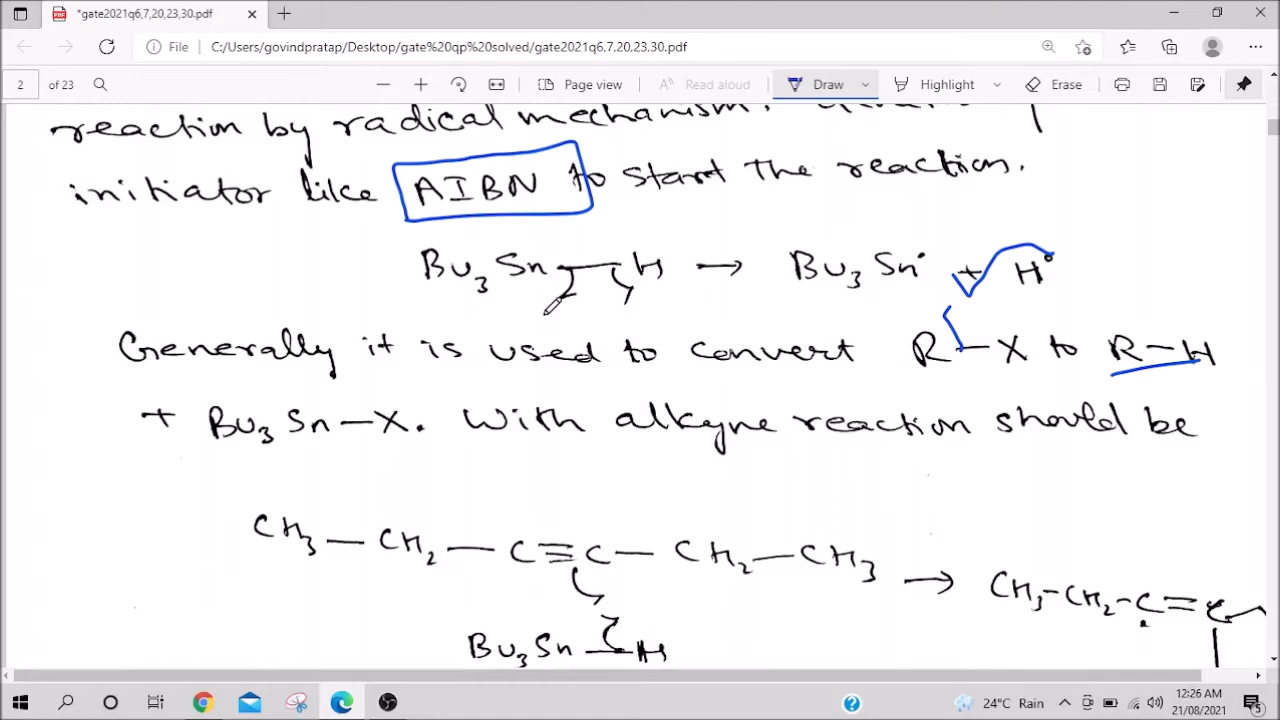 *gate2021q6,7,20,23,30.pdf
File C:/Users/govindpratap/Desktop/gate%20qp%20solved/gate2021q6,7,20,23,30.pdf
2 of 23 Page view Read aloud Draw Highlight Erase
reaction by radical mechanism.
initiator like AIBN to start the reaction.
Bu3Sn—H → Bu3Sn• + H•
Generally it is used to convert R—X to R—H
+ Bu3Sn—X. With alkyne reaction should be
CH3—CH2—C≡C—CH2—CH3 →
CH3-CH2-C=C
Bu3Sn—H
24°C Rain
12:26 AM
21/08/2021
5